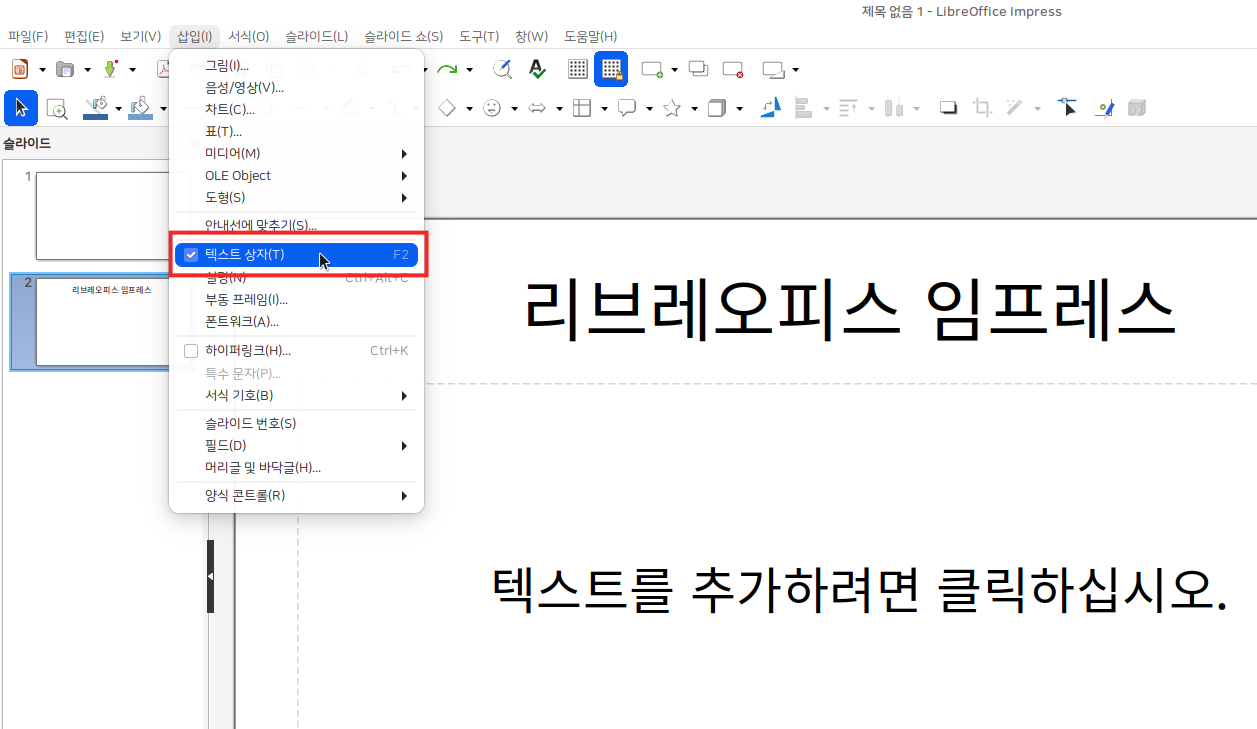 제목 없음 1 - LibreOffice Impress
파일(F) 편집(E) 보기(V) 삽입(I) 서식(O) 슬라이드(L) 슬라이드 쇼(S) 도구(T) 창(W) 도움말(H)
그림(I)...
음성/영상(V)...
차트(C)...
표(T)...
미디어(M)
OLE Object
도형(S)
안내선에 맞추기(S)...
텍스트 상자(T) F2
설명(N) Ctrl+Alt+C
부동 프레임(I)...
폰트워크(A)...
하이퍼링크(H)... Ctrl+K
특수 문자(P)...
서식 기호(B)
슬라이드 번호(S)
필드(D)
머리글 및 바닥글(H)...
양식 콘트롤(R)
슬라이드
1
2
리브레오피스 임프레스
리브레오피스 임프레스
텍스트를 추가하려면 클릭하십시오.